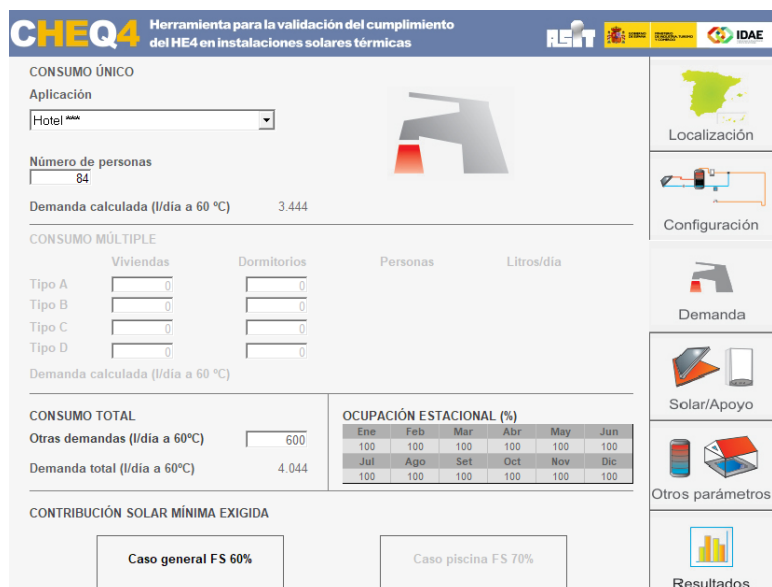 CHEQ4
Herramienta para la validación del cumplimiento
del HE4 en instalaciones solares térmicas
ASIT
IDAE
CONSUMO ÚNICO
Aplicación
Hotel ****
Número de personas
84
Demanda calculada (l/día a 60 ºC) 3.444
CONSUMO MÚLTIPLE
Viviendas Dormitorios Personas Litros/día
Tipo A 0 0
Tipo B 0 0
Tipo C 0 0
Tipo D 0 0
Demanda calculada (l/día a 60 ºC)
CONSUMO TOTAL
Otras demandas (l/día a 60ºC) 600
Demanda total (l/día a 60ºC) 4.044
OCUPACIÓN ESTACIONAL (%)
Ene Feb Mar Abr May Jun
100 100 100 100 100 100
Jul Ago Set Oct Nov Dic
100 100 100 100 100 100
CONTRIBUCIÓN SOLAR MÍNIMA EXIGIDA
Caso general FS 60% Caso piscina FS 70%
Localización
Configuración
Demanda
Solar/Apoyo
Otros parámetros
Resultados